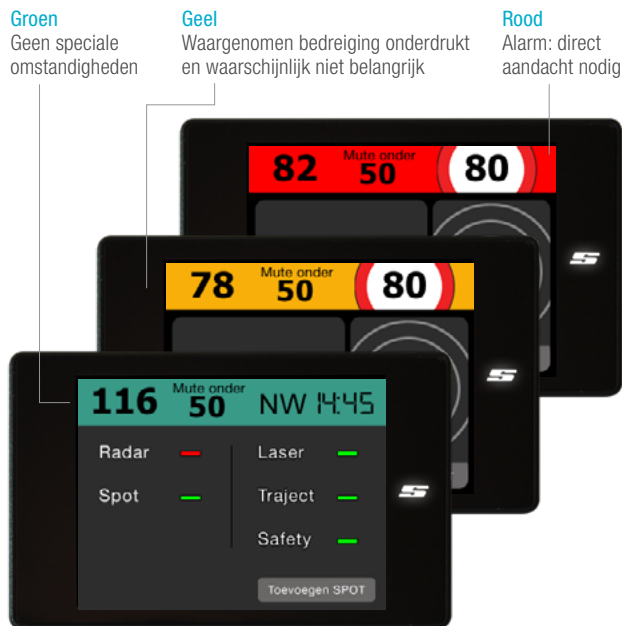 Groen
Geen speciale
omstandigheden
Geel
Waargenomen bedreiging onderdrukt
en waarschijnlijk niet belangrijk
Rood
Alarm: direct
aandacht nodig
82 Mute onder 50 80
78 Mute onder 50 80
116 Mute onder 50 NW 14:45
Radar Laser
Spot Traject
Safety
Toevoegen SPOT